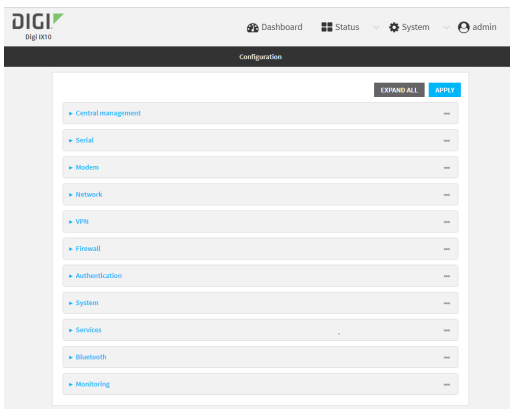 DIGI
Digi IX10
Dashboard
Status
System
admin
Configuration
EXPAND ALL
APPLY
Central management
Serial
Modem
Network
VPN
Firewall
Authentication
System
Services
Bluetooth
Monitoring